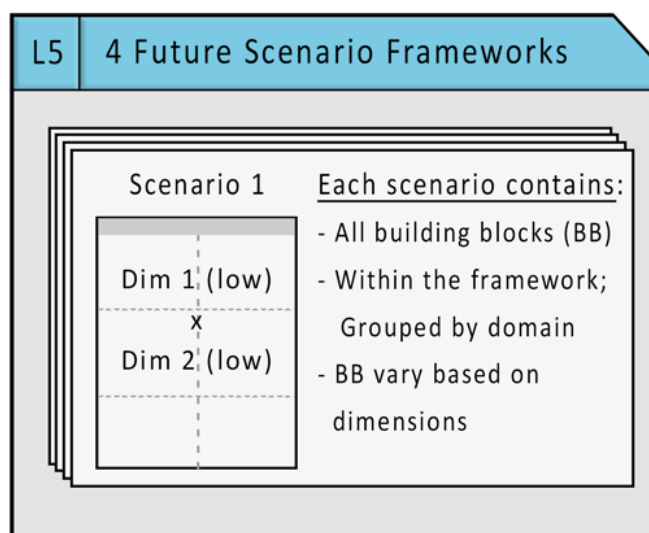 L5 4 Future Scenario Frameworks
Scenario 1
Dim 1 (low)
x
Dim 2 (low)
Each scenario contains:
- All building blocks (BB)
- Within the framework;
Grouped by domain
- BB vary based on
dimensions